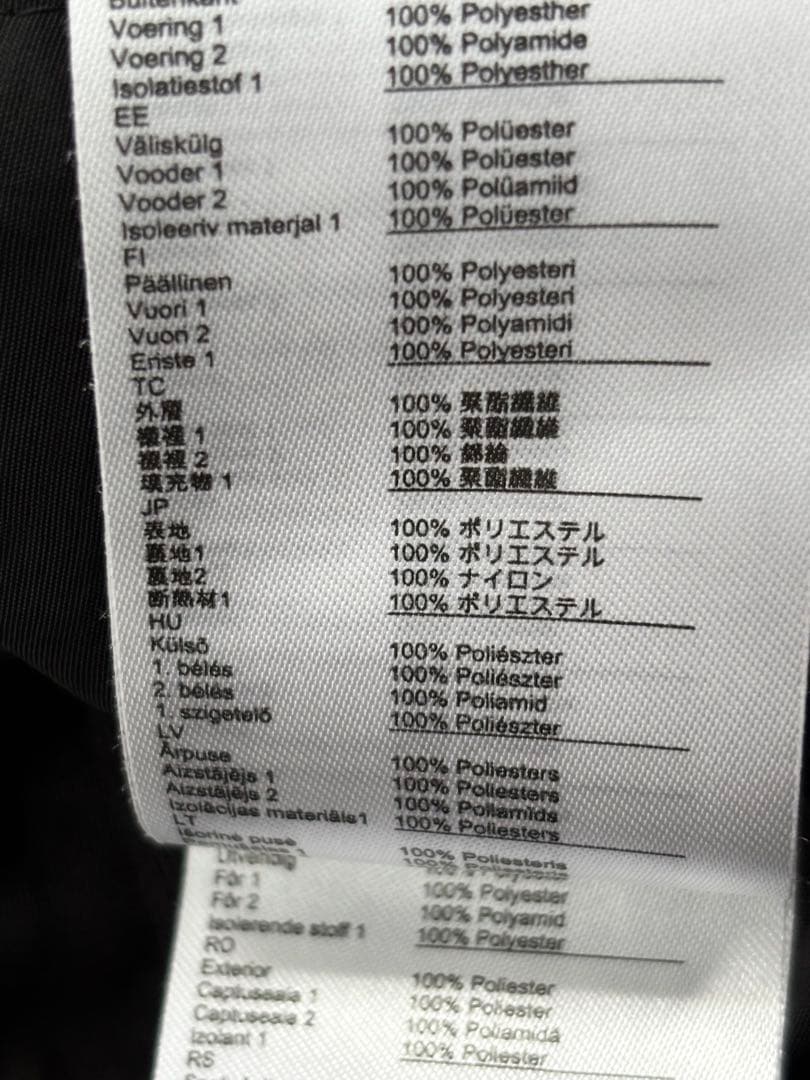 Buitenkant
Voering 1 100% Polyesther
Voering 2 100% Polyamide
Isolatiestof 1 100% Polyesther
EE
Väliskülg 100% Polüester
Vooder 1 100% Polüester
Vooder 2 100% Polüamiid
Isoleeriv materjal 1 100% Polüester
FI
Päällinen 100% Polyesteri
Vuori 1 100% Polyesteri
Vuori 2 100% Polyamidi
Eriste 1 100% Polyesteri
TC
外層 100% 聚酯纖維
襯裡 1 100% 聚酯纖維
襯裡 2 100% 錦綸
填充物 1 100% 聚酯纖維
JP
表地 100% ポリエステル
裏地1 100% ポリエステル
裏地2 100% ナイロン
断熱材1 100% ポリエステル
HU
Külső 100% Poliészter
1. bélés 100% Poliészter
2. bélés 100% Poliamid
1. szigetelő 100% Poliészter
LV
Ārpuse 100% Poliesters
Aizstājējs 1 100% Poliesters
Aizstājējs 2 100% Poliamīds
Izolācijas materiāls1 100% Poliesters
LT
Išorinė pusė 100% Poliesteris
Utvendig
Fôr 1 100% Polyester
Fôr 2 100% Polyamid
Isolerende stoff 1 100% Polyester
RO
Exterior 100% Poliester
Captuseala 1 100% Poliester
Captuseala 2 100% Poliamidă
Izolant 1 100% Poliester
RS